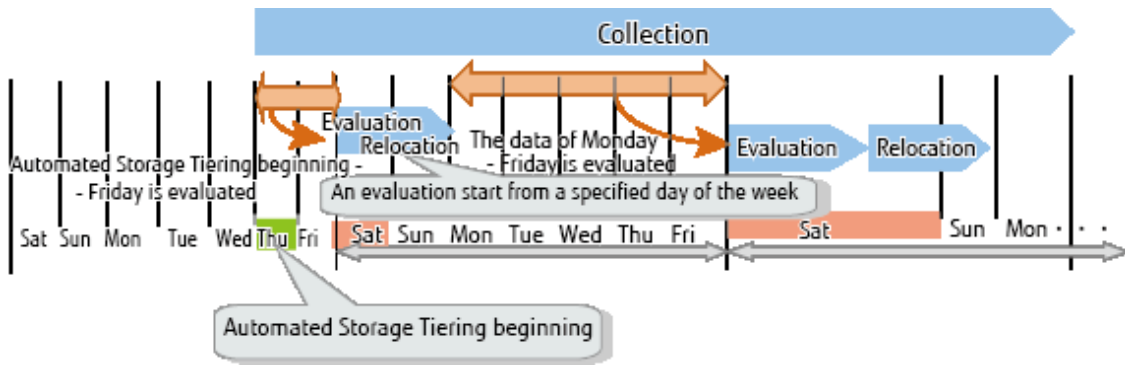 Collection
Evaluation
Relocation
The data of Monday
- Friday is evaluated
Evaluation
Relocation
Automated Storage Tiering beginning -
- Friday is evaluated
An evaluation start from a specified day of the week
Sat Sun Mon Tue Wed Thu Fri Sat Sun Mon Tue Wed Thu Fri Sat Sun Mon · · ·
Automated Storage Tiering beginning